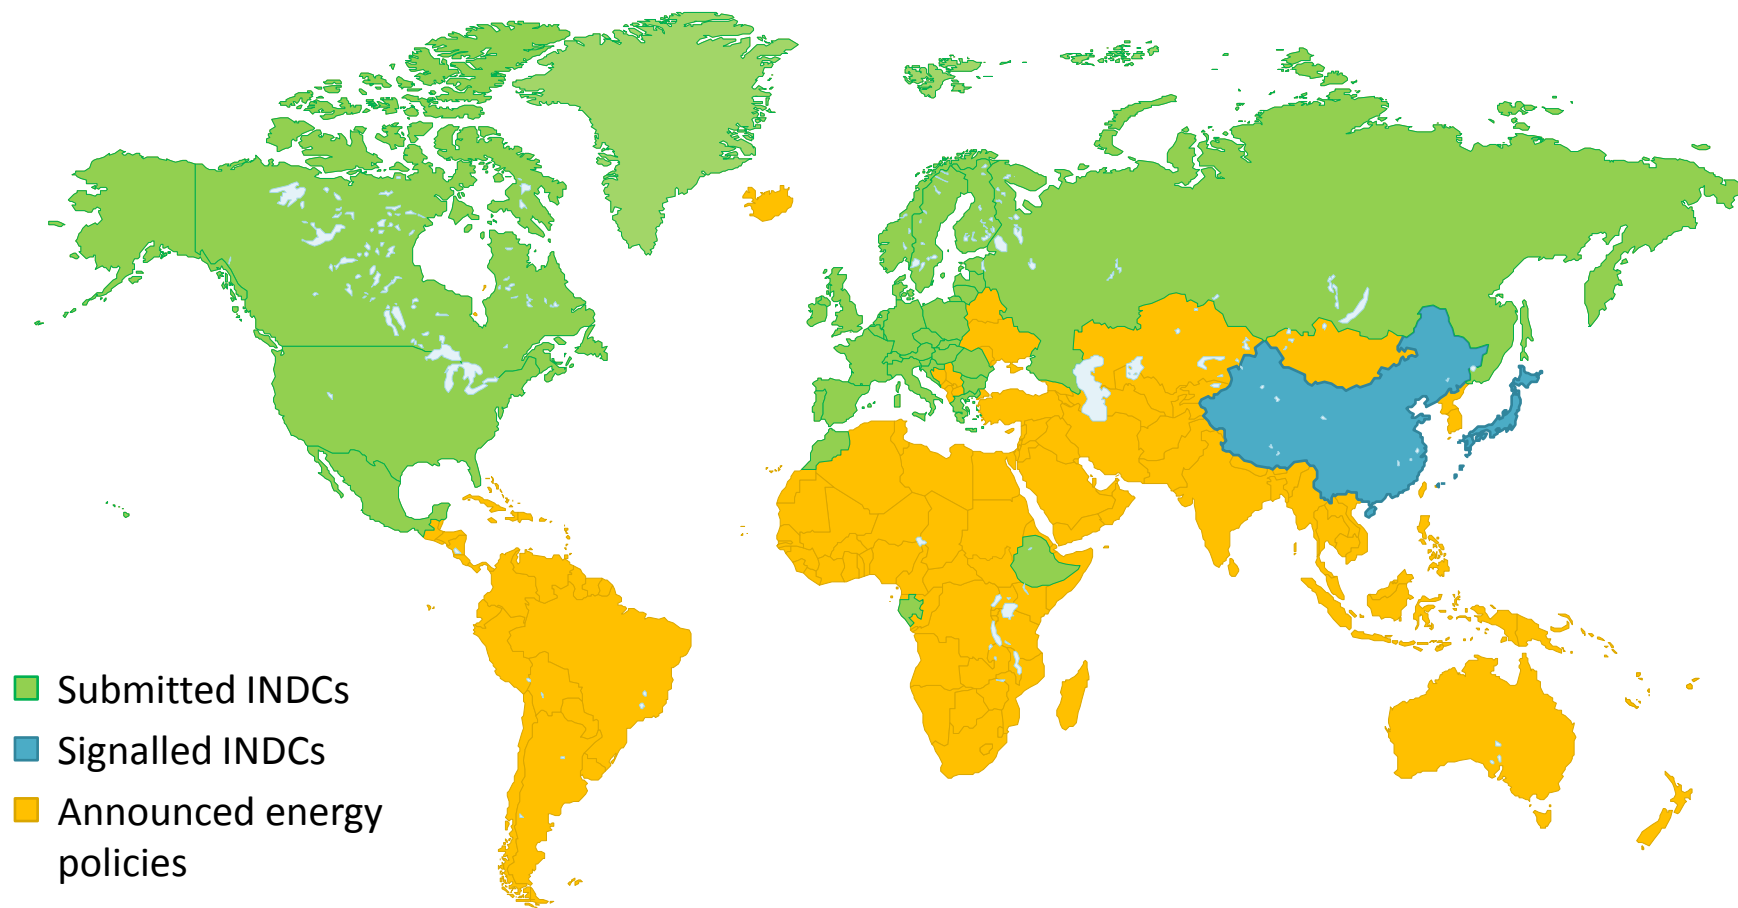 Submitted INDCs
Signalled INDCs
Announced energy
policies